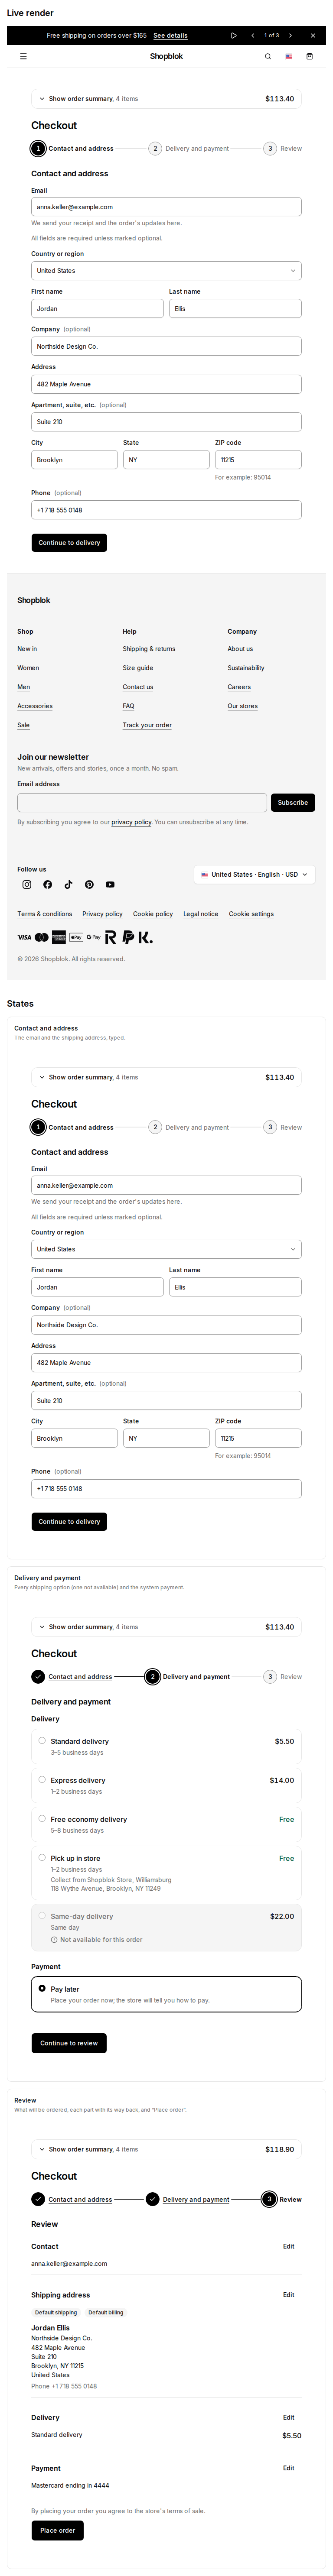 Live render
Free shipping on orders over $165 See details
1 of 3
Shopblok
Show order summary, 4 items $113.40
Checkout
1 Contact and address 2 Delivery and payment 3 Review
Contact and address
Email
anna.keller@example.com
We send your receipt and the order's updates here.
All fields are required unless marked optional.
Country or region
United States
First name Last name
Jordan Ellis
Company (optional)
Northside Design Co.
Address
482 Maple Avenue
Apartment, suite, etc. (optional)
Suite 210
City State ZIP code
Brooklyn NY 11215
For example: 95014
Phone (optional)
+1 718 555 0148
Continue to delivery
Shopblok
Shop Help Company
New in Shipping & returns About us
Women Size guide Sustainability
Men Contact us Careers
Accessories FAQ Our stores
Sale Track your order
Join our newsletter
New arrivals, offers and stories, once a month. No spam.
Email address
Subscribe
By subscribing you agree to our privacy policy. You can unsubscribe at any time.
Follow us
United States · English · USD
Terms & conditions Privacy policy Cookie policy Legal notice Cookie settings
VISA Pay G Pay K.
© 2026 Shopblok. All rights reserved.
States
Contact and address
The email and the shipping address, typed.
Show order summary, 4 items $113.40
Checkout
1 Contact and address 2 Delivery and payment 3 Review
Contact and address
Email
anna.keller@example.com
We send your receipt and the order's updates here.
All fields are required unless marked optional.
Country or region
United States
First name Last name
Jordan Ellis
Company (optional)
Northside Design Co.
Address
482 Maple Avenue
Apartment, suite, etc. (optional)
Suite 210
City State ZIP code
Brooklyn NY 11215
For example: 95014
Phone (optional)
+1 718 555 0148
Continue to delivery
Delivery and payment
Every shipping option (one not available) and the system payment.
Show order summary, 4 items $113.40
Checkout
Contact and address 2 Delivery and payment 3 Review
Delivery and payment
Delivery
Standard delivery $5.50
3–5 business days
Express delivery $14.00
1–2 business days
Free economy delivery Free
5–8 business days
Pick up in store Free
1–2 business days
Collect from Shopblok Store, Williamsburg
118 Wythe Avenue, Brooklyn, NY 11249
Same-day delivery $22.00
Same day
Not available for this order
Payment
Pay later
Place your order now; the store will tell you how to pay.
Continue to review
Review
What will be ordered, each part with its way back, and "Place order".
Show order summary, 4 items $118.90
Checkout
Contact and address Delivery and payment 3 Review
Review
Contact Edit
anna.keller@example.com
Shipping address Edit
Default shipping Default billing
Jordan Ellis
Northside Design Co.
482 Maple Avenue
Suite 210
Brooklyn, NY 11215
United States
Phone +1 718 555 0148
Delivery Edit
Standard delivery $5.50
Payment Edit
Mastercard ending in 4444
By placing your order you agree to the store's terms of sale.
Place order